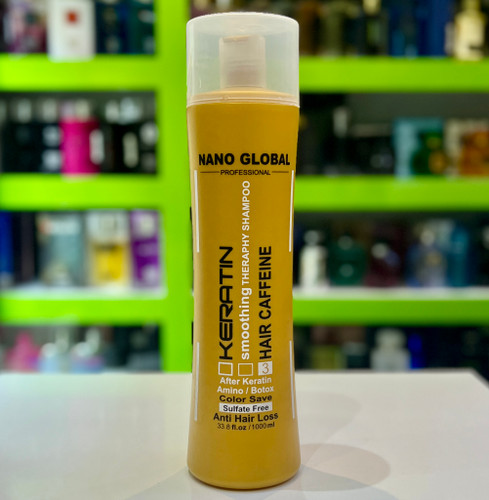 NANO GLOBAL
PROFESSIONAL
KERATIN
smoothing THERAPHY SHAMPOO
HAIR CAFFEINE
3
After Keratin
Amino / Botox
Color Save
Sulfate Free
Anti Hair Loss
33.8 fl.oz / 1000ml